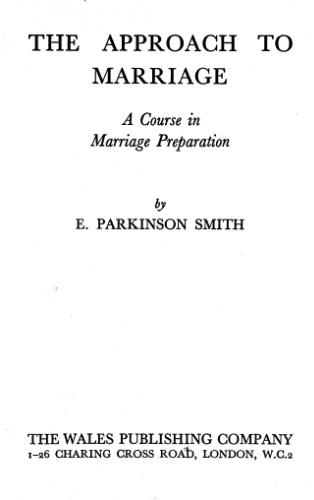 THE APPROACH TO
MARRIAGE
A Course in
Marriage Preparation
by
E. PARKINSON SMITH
THE WALES PUBLISHING COMPANY
1-26 CHARING CROSS ROAD, LONDON, W.C.2